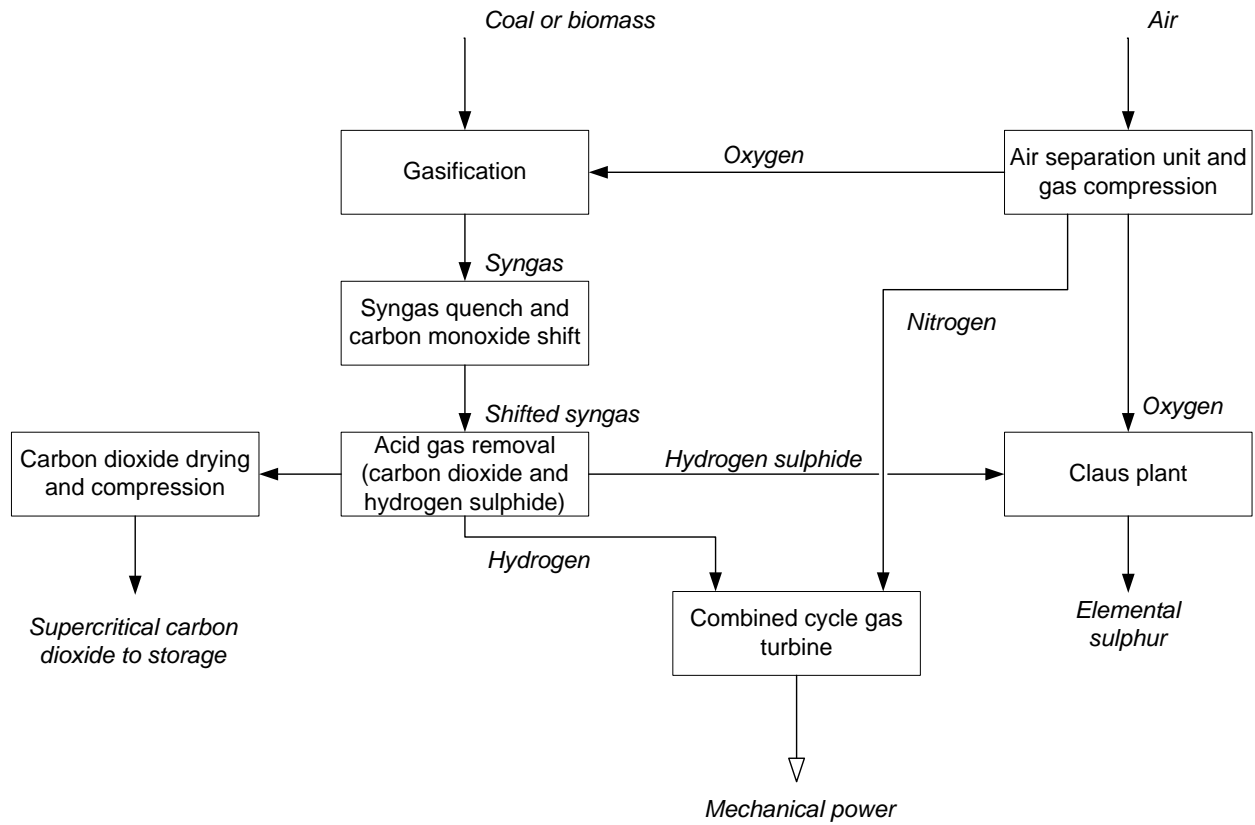 Coal or biomass
Air
Gasification
Oxygen
Air separation unit and
gas compression
Syngas
Syngas quench and
carbon monoxide shift
Nitrogen
Shifted syngas
Oxygen
Carbon dioxide drying
and compression
Acid gas removal
(carbon dioxide and
hydrogen sulphide)
Hydrogen sulphide
Claus plant
Hydrogen
Supercritical carbon
dioxide to storage
Combined cycle gas
turbine
Elemental
sulphur
Mechanical power